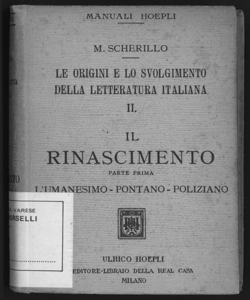 MANUALI HOEPLI
M. SCHERILLO
LE ORIGINI E LO SVOLGIMENTO
DELLA LETTERATURA ITALIANA
II.
IL
RINASCIMENTO
PARTE PRIMA
L'UMANESIMO - PONTANO - POLIZIANO
VARESE
ULRICO HOEPLI
EDITORE-LIBRAIO DELLA REAL CASA
MILANO